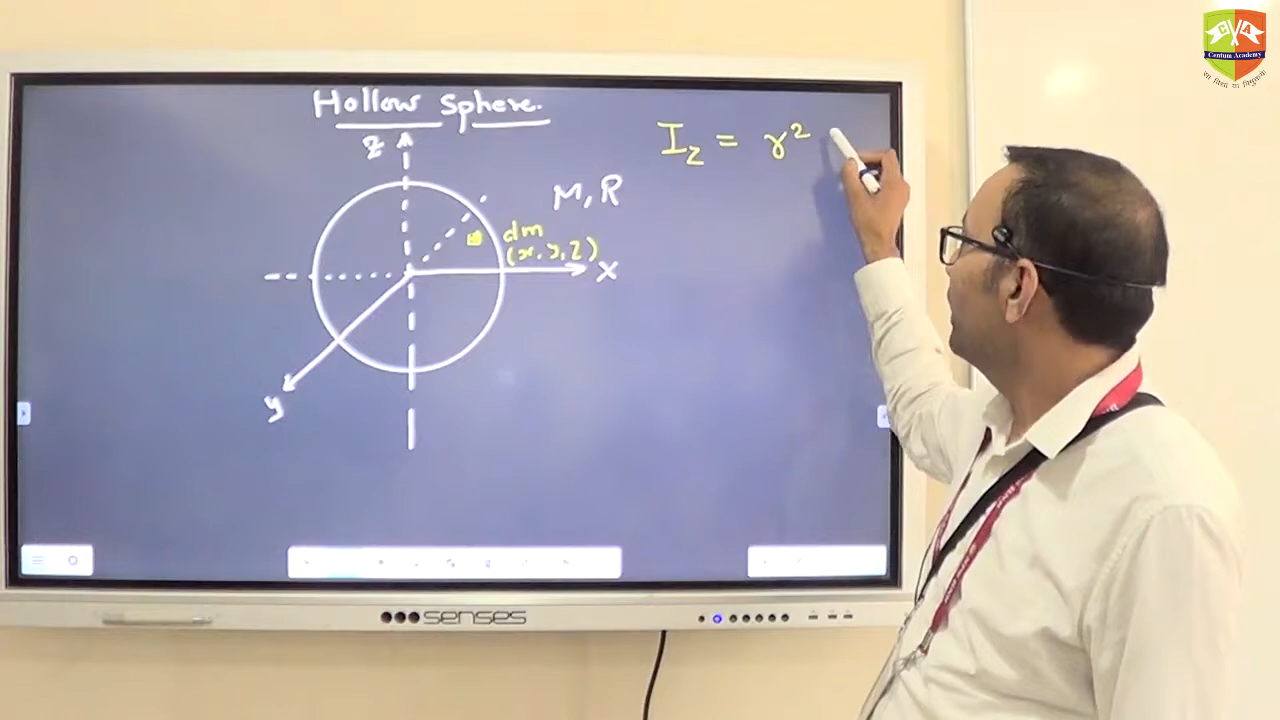 Hollow Sphere.
I_z = r²
z
M, R
dm
(x, y, z)
x
y
senses
C A
Centum Academy